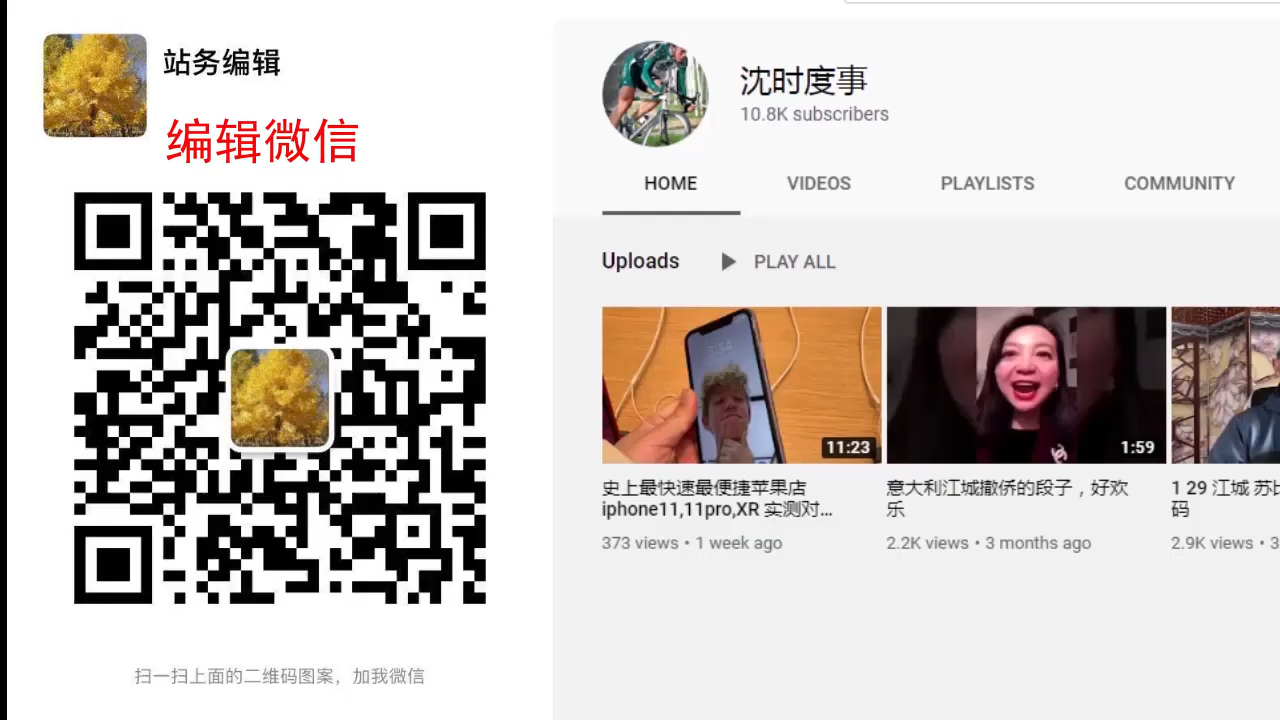 站务编辑
编辑微信
扫一扫上面的二维码图案，加我微信
沈时度事
10.8K subscribers
HOME VIDEOS PLAYLISTS COMMUNITY
Uploads PLAY ALL
11:23
1:59
史上最快速最便捷苹果店
iphone11,11pro,XR 实测对...
373 views • 1 week ago
意大利江城撤侨的段子，好欢
乐
2.2K views • 3 months ago
1 29 江城 苏
码
2.9K views • 3